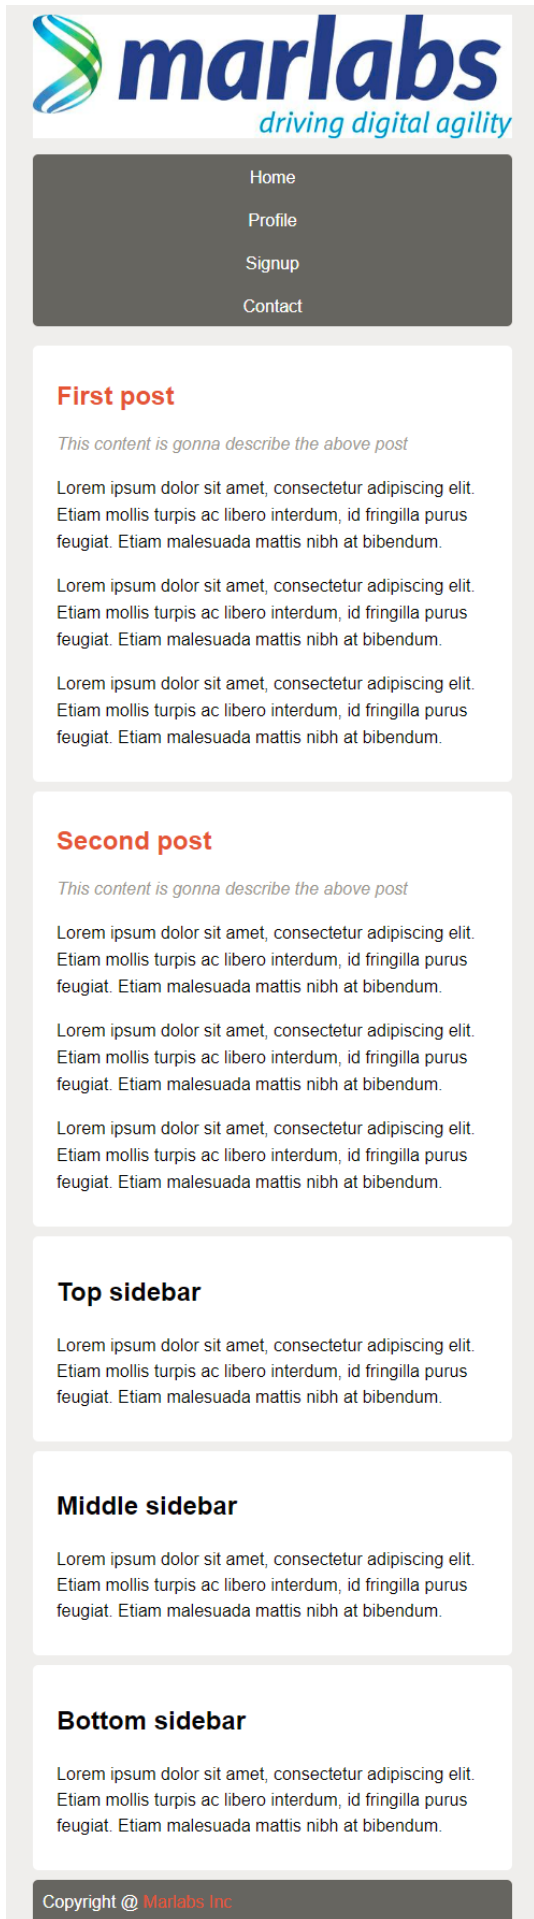 marlabs
driving digital agility
Home
Profile
Signup
Contact
First post
This content is gonna describe the above post
Lorem ipsum dolor sit amet, consectetur adipiscing elit.
Etiam mollis turpis ac libero interdum, id fringilla purus
feugiat. Etiam malesuada mattis nibh at bibendum.
Lorem ipsum dolor sit amet, consectetur adipiscing elit.
Etiam mollis turpis ac libero interdum, id fringilla purus
feugiat. Etiam malesuada mattis nibh at bibendum.
Lorem ipsum dolor sit amet, consectetur adipiscing elit.
Etiam mollis turpis ac libero interdum, id fringilla purus
feugiat. Etiam malesuada mattis nibh at bibendum.
Second post
This content is gonna describe the above post
Lorem ipsum dolor sit amet, consectetur adipiscing elit.
Etiam mollis turpis ac libero interdum, id fringilla purus
feugiat. Etiam malesuada mattis nibh at bibendum.
Lorem ipsum dolor sit amet, consectetur adipiscing elit.
Etiam mollis turpis ac libero interdum, id fringilla purus
feugiat. Etiam malesuada mattis nibh at bibendum.
Lorem ipsum dolor sit amet, consectetur adipiscing elit.
Etiam mollis turpis ac libero interdum, id fringilla purus
feugiat. Etiam malesuada mattis nibh at bibendum.
Top sidebar
Lorem ipsum dolor sit amet, consectetur adipiscing elit.
Etiam mollis turpis ac libero interdum, id fringilla purus
feugiat. Etiam malesuada mattis nibh at bibendum.
Middle sidebar
Lorem ipsum dolor sit amet, consectetur adipiscing elit.
Etiam mollis turpis ac libero interdum, id fringilla purus
feugiat. Etiam malesuada mattis nibh at bibendum.
Bottom sidebar
Lorem ipsum dolor sit amet, consectetur adipiscing elit.
Etiam mollis turpis ac libero interdum, id fringilla purus
feugiat. Etiam malesuada mattis nibh at bibendum.
Copyright @ Marlabs Inc